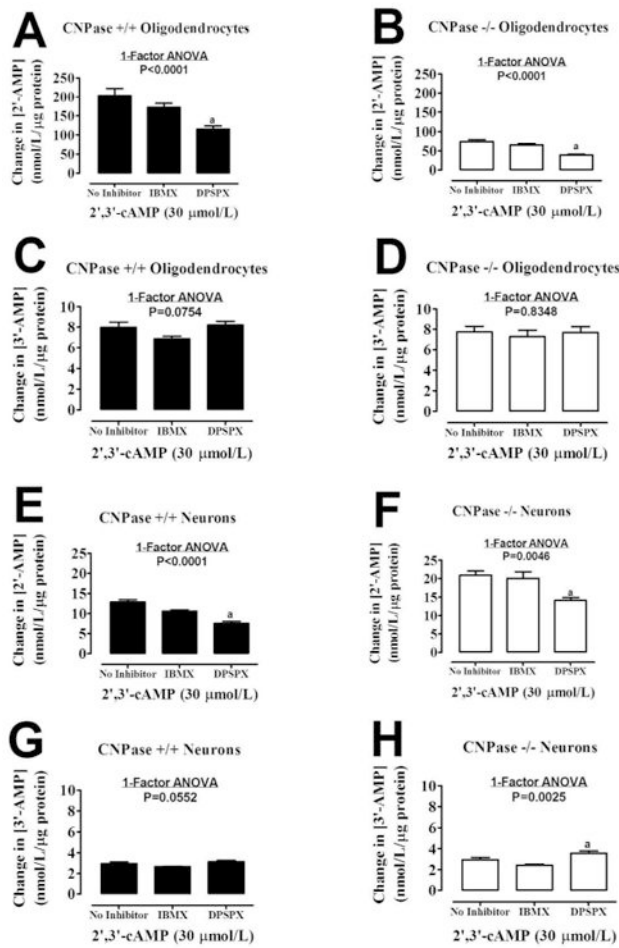 A
CNPase +/+ Oligodendrocytes
1-Factor ANOVA
P<0.0001
Change in [2'-AMP]
(nmol/L/µg protein)
250
200
150
100
50
0
a
No Inhibitor IBMX DPSPX
2',3'-cAMP (30 µmol/L)
B
CNPase -/- Oligodendrocytes
1-Factor ANOVA
P<0.0001
Change in [2'-AMP]
(nmol/L/µg protein)
250
200
150
100
50
0
a
No Inhibitor IBMX DPSPX
2',3'-cAMP (30 µmol/L)
C
CNPase +/+ Oligodendrocytes
1-Factor ANOVA
P=0.0754
Change in [3'-AMP]
(nmol/L/µg protein)
10
8
6
4
2
0
No Inhibitor IBMX DPSPX
2',3'-cAMP (30 µmol/L)
D
CNPase -/- Oligodendrocytes
1-Factor ANOVA
P=0.8348
Change in [3'-AMP]
(nmol/L/µg protein)
10
8
6
4
2
0
No Inhibitor IBMX DPSPX
2',3'-cAMP (30 µmol/L)
E
CNPase +/+ Neurons
1-Factor ANOVA
P<0.0001
Change in [2'-AMP]
(nmol/L/µg protein)
25
20
15
10
5
0
a
No Inhibitor IBMX DPSPX
2',3'-cAMP (30 µmol/L)
F
CNPase -/- Neurons
1-Factor ANOVA
P=0.0046
Change in [2'-AMP]
(nmol/L/µg protein)
25
20
15
10
5
0
a
No Inhibitor IBMX DPSPX
2',3'-cAMP (30 µmol/L)
G
CNPase +/+ Neurons
1-Factor ANOVA
P=0.0552
Change in [3'-AMP]
(nmol/L/µg protein)
10
8
6
4
2
0
No Inhibitor IBMX DPSPX
2',3'-cAMP (30 µmol/L)
H
CNPase -/- Neurons
1-Factor ANOVA
P=0.0025
Change in [3'-AMP]
(nmol/L/µg protein)
10
8
6
4
2
0
a
No Inhibitor IBMX DPSPX
2',3'-cAMP (30 µmol/L)